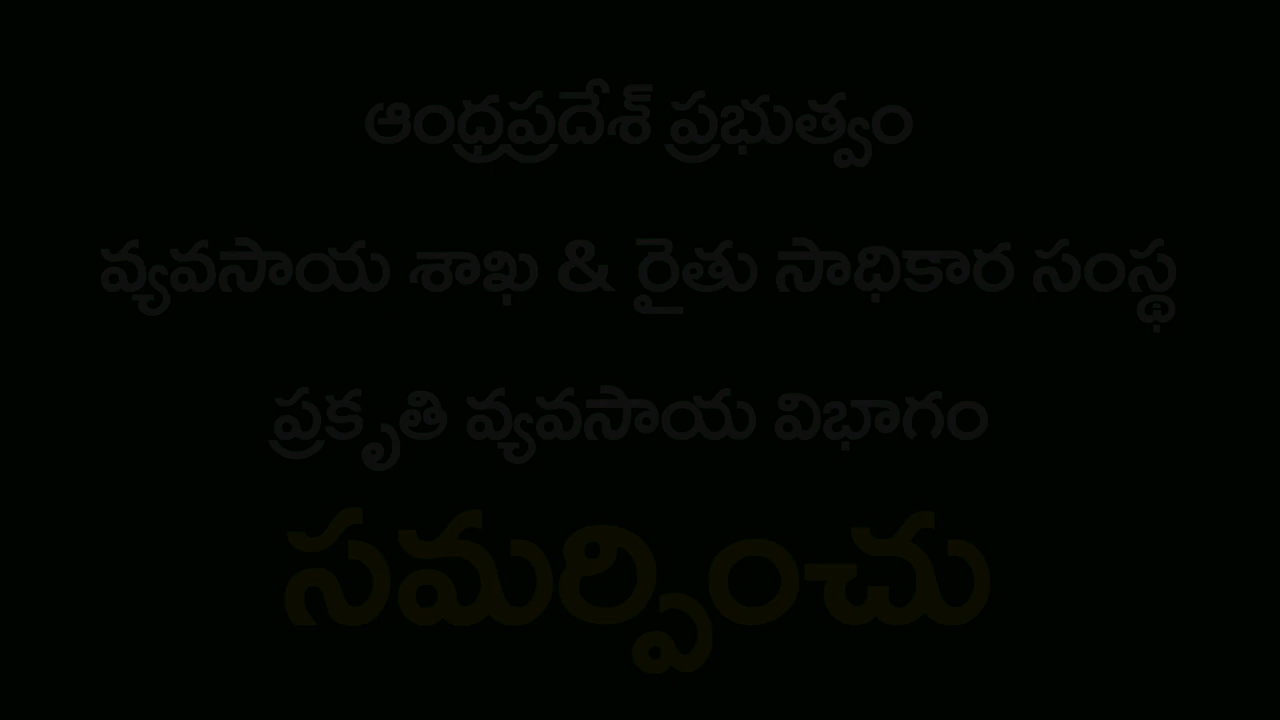 ఆంధ్రప్రదేశ్ ప్రభుత్వం
వ్యవసాయ శాఖ & రైతు సాధికార సంస్థ
ప్రకృతి వ్యవసాయ విభాగం
సమర్పించు